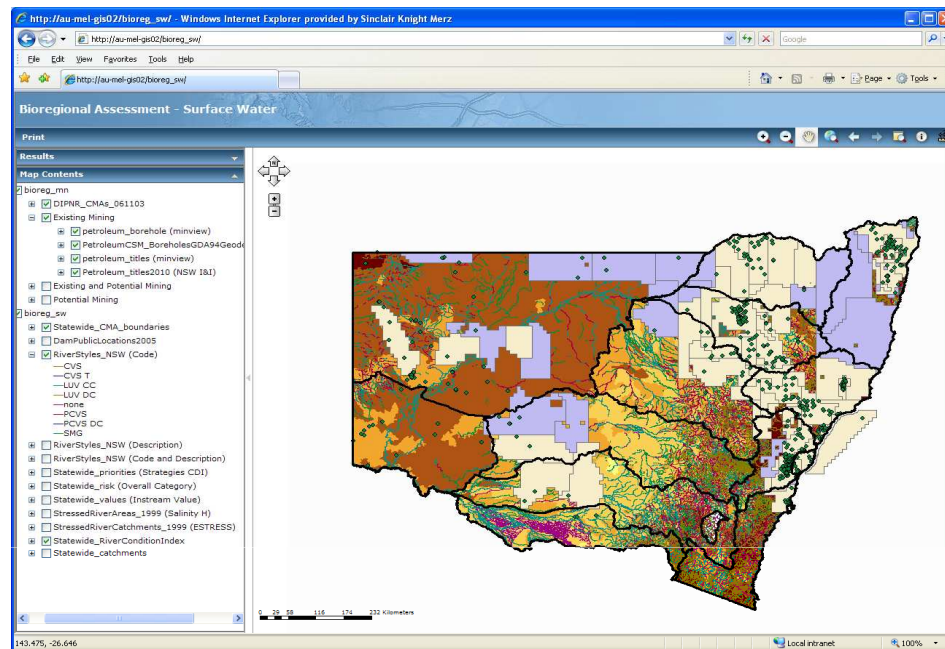 http://au-mel-gis02/bioreg_sw/ - Windows Internet Explorer provided by Sinclair Knight Merz
http://au-mel-gis02/bioreg_sw/
Google
File Edit View Favorites Tools Help
http://au-mel-gis02/bioreg_sw/
Page Tools
Bioregional Assessment - Surface Water
Print
Results
Map Contents
bioreg_mn
DIPNR_CMAs_061103
Existing Mining
petroleum_borehole (minview)
PetroleumCSM_BoreholesGDA94Geode
petroleum_titles (minview)
Petroleum_titles2010 (NSW I&I)
Existing and Potential Mining
Potential Mining
bioreg_sw
Statewide_CMA_boundaries
DamPublicLocations2005
RiverStyles_NSW (Code)
CVS
CVS T
LUV CC
LUV DC
none
PCVS
PCVS DC
SMG
RiverStyles_NSW (Description)
RiverStyles_NSW (Code and Description)
Statewide_priorities (Strategies CDI)
Statewide_risk (Overall Category)
Statewide_values (Instream Value)
StressedRiverAreas_1999 (Salinity H)
StressedRiverCatchments_1999 (ESTRESS)
Statewide_RiverConditionIndex
Statewide_catchments
0 29 58 116 174 232 Kilometers
143.475, -26.646
Local intranet
100%